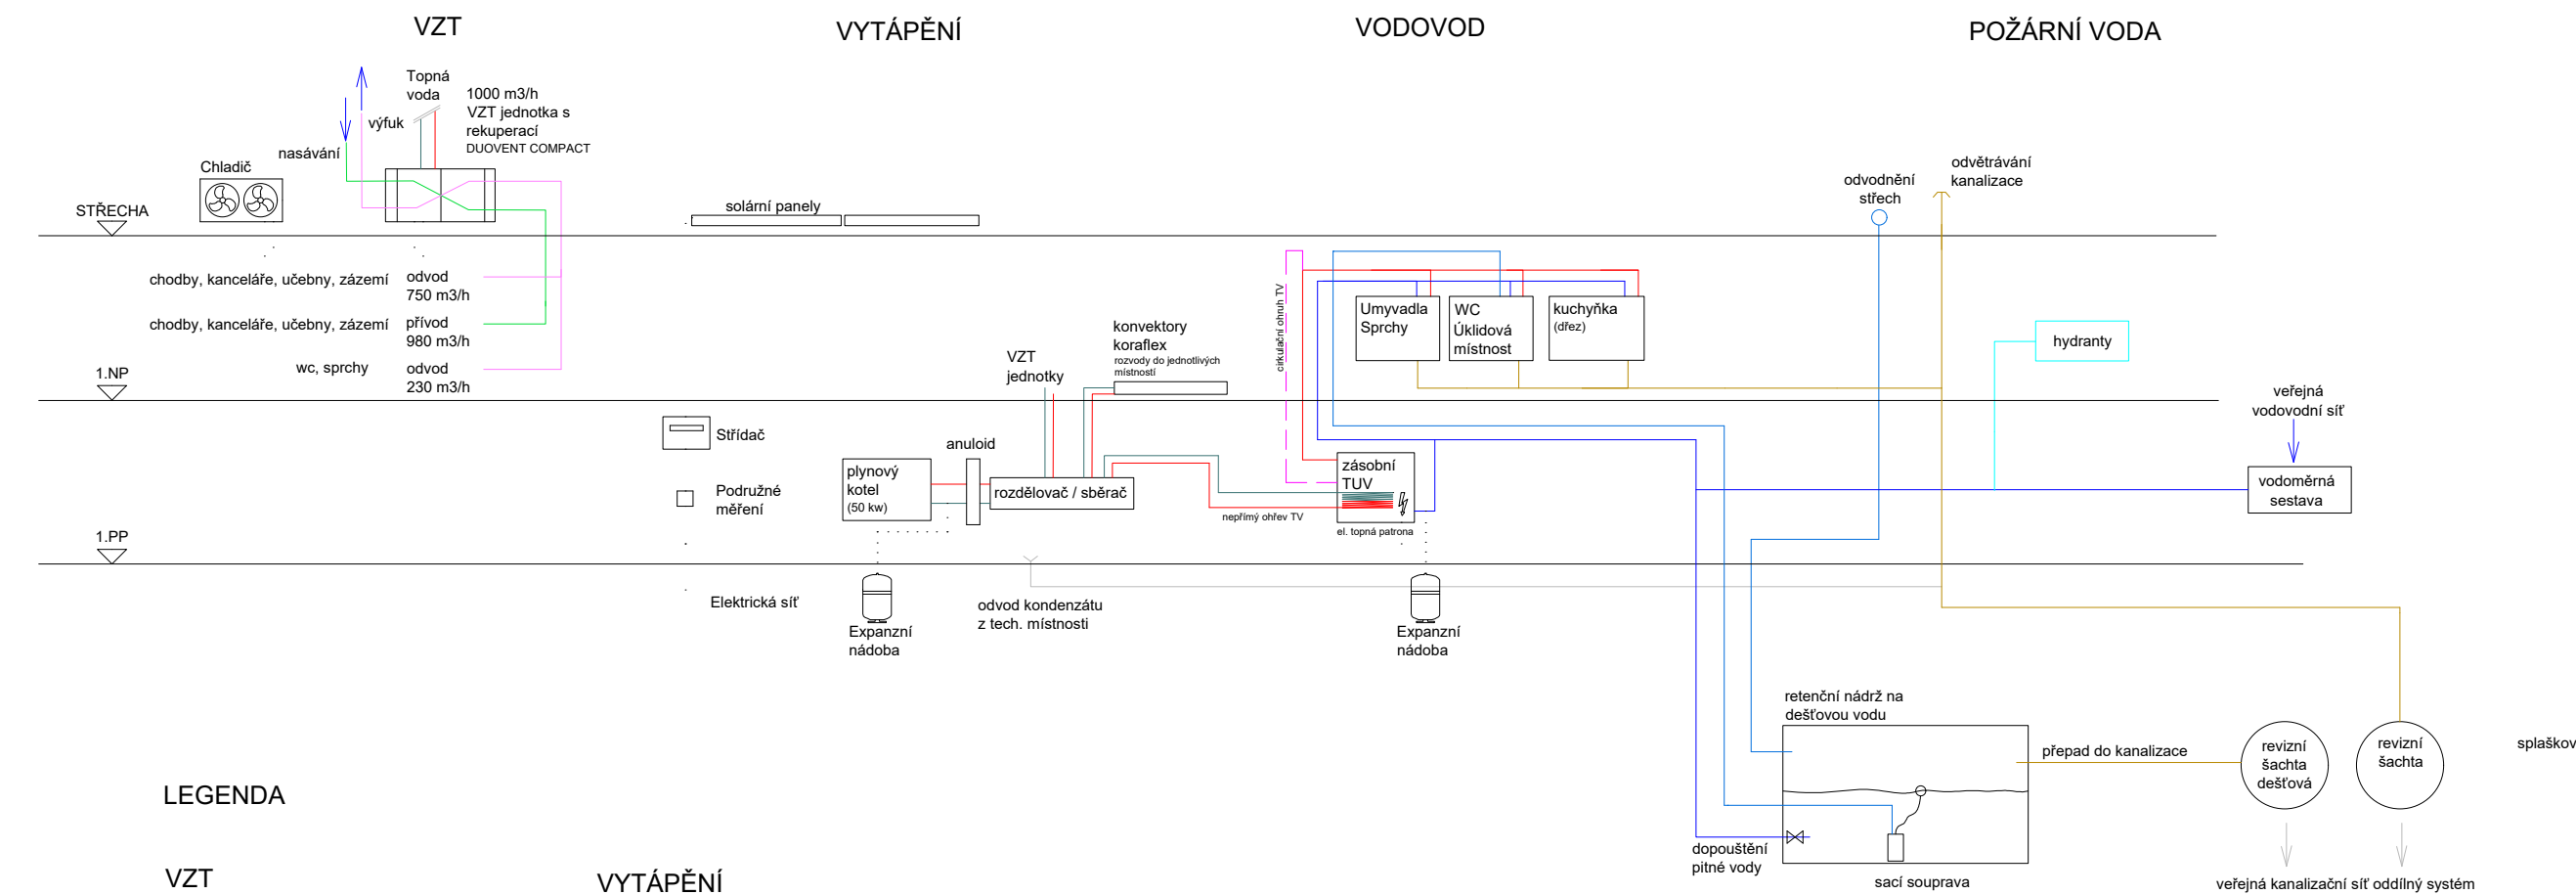 VZT
VYTÁPĚNÍ
VODOVOD
POŽÁRNÍ VODA
Topná
voda
výfuk
nasávání
1000 m3/h
VZT jednotka s
rekuperací
DUOVENT COMPACT
Chladič
STŘECHA
solární panely
odvodnění
střech
odvětrávání
kanalizace
chodby, kanceláře, učebny, zázemí
odvod
750 m3/h
chodby, kanceláře, učebny, zázemí
přívod
980 m3/h
wc, sprchy
odvod
230 m3/h
1.NP
VZT
jednotky
konvektory
koraflex
rozvody do jednotlivých
místností
cirkulační ohruh TV
Umyvadla
Sprchy
WC
Úklidová
místnost
kuchyňka
(dřez)
hydranty
veřejná
vodovodní síť
Střídač
Podružné
měření
plynový
kotel
(50 kw)
anuloid
rozdělovač / sběrač
nepřímý ohřev TV
zásobní
TUV
el. topná patrona
vodoměrná
sestava
1.PP
Elektrická síť
Expanzní
nádoba
odvod kondenzátu
z tech. místnosti
Expanzní
nádoba
retenční nádrž na
dešťovou vodu
přepad do kanalizace
revizní
šachta
dešťová
revizní
šachta
splaškov
dopouštění
pitné vody
sací souprava
veřejná kanalizační síť oddílný systém
LEGENDA
VZT
VYTÁPĚNÍ